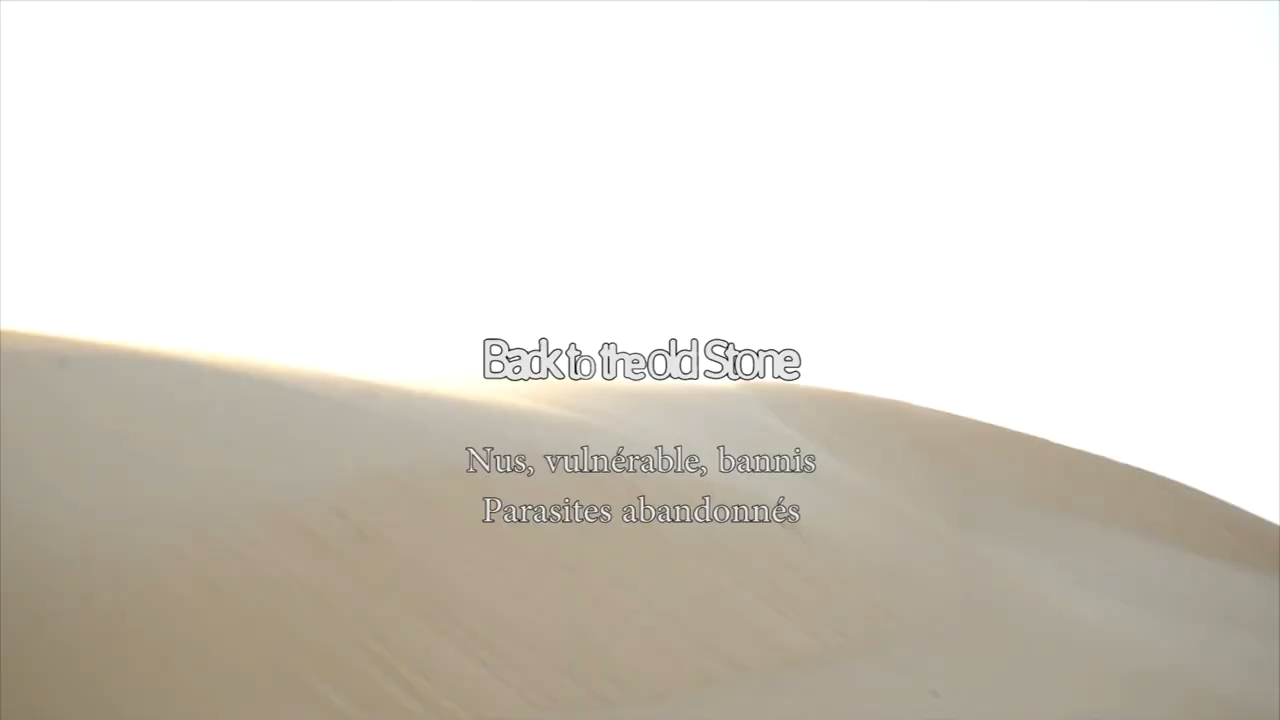 Back to the old Stone
Nus, vulnérable, bannis
Parasites abandonnés